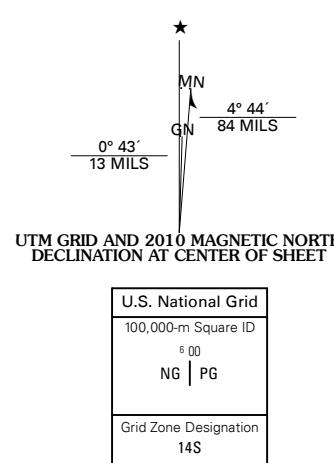 ★
MN
4° 44´
84 MILS
GN
0° 43´
13 MILS
UTM GRID AND 2010 MAGNETIC NORTH
DECLINATION AT CENTER OF SHEET
U.S. National Grid
100,000-m Square ID
6 00
NG PG
Grid Zone Designation
14S